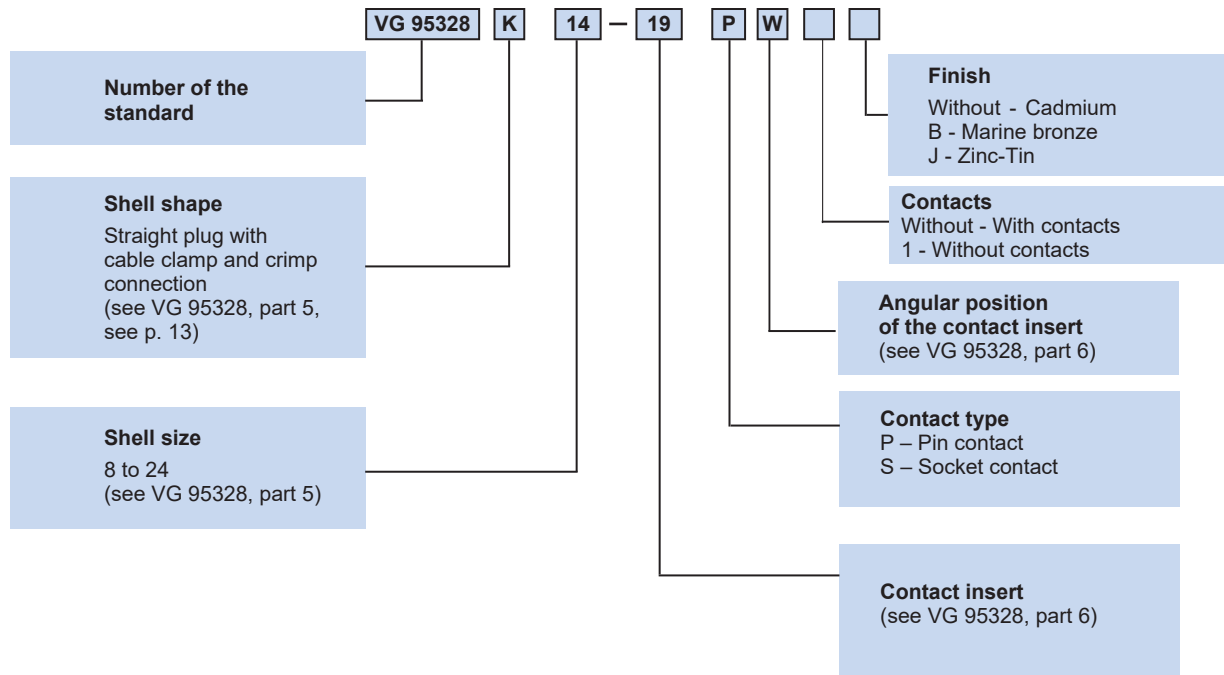 VG 95328 K 14 – 19 P W
Number of the
standard
Shell shape
Straight plug with
cable clamp and crimp
connection
(see VG 95328, part 5,
see p. 13)
Shell size
8 to 24
(see VG 95328, part 5)
Finish
Without - Cadmium
B - Marine bronze
J - Zinc-Tin
Contacts
Without - With contacts
1 - Without contacts
Angular position
of the contact insert
(see VG 95328, part 6)
Contact type
P – Pin contact
S – Socket contact
Contact insert
(see VG 95328, part 6)